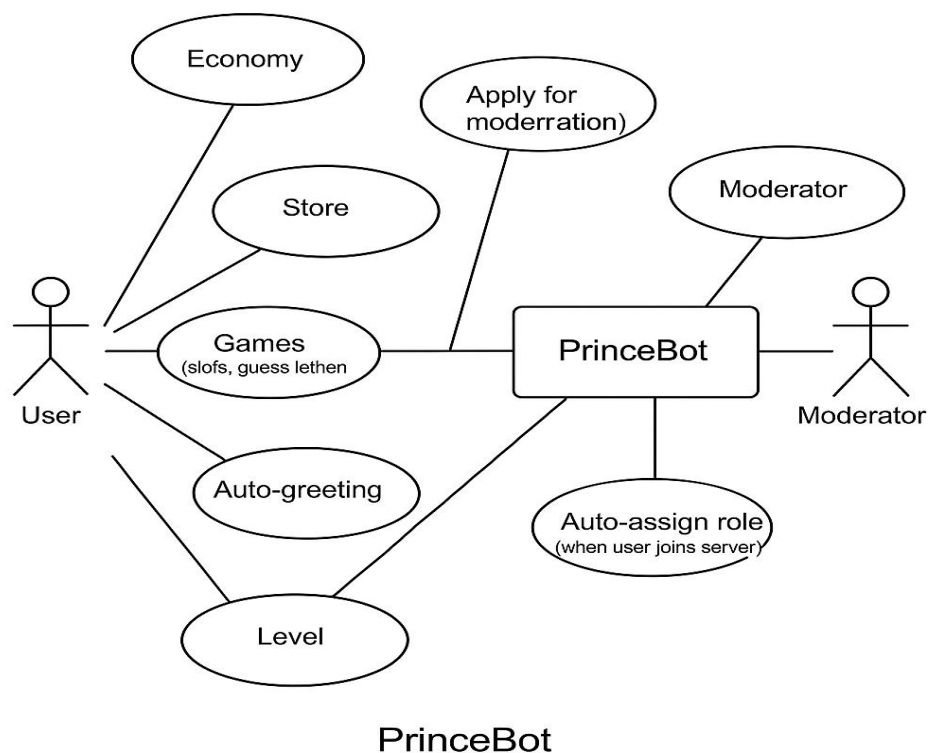 Economy
Apply for
moderration)
Moderator
Store
Games
(slofs, guess lethen
PrinceBot
User
Moderator
Auto-greeting
Auto-assign role
(when user joins server)
Level
PrinceBot